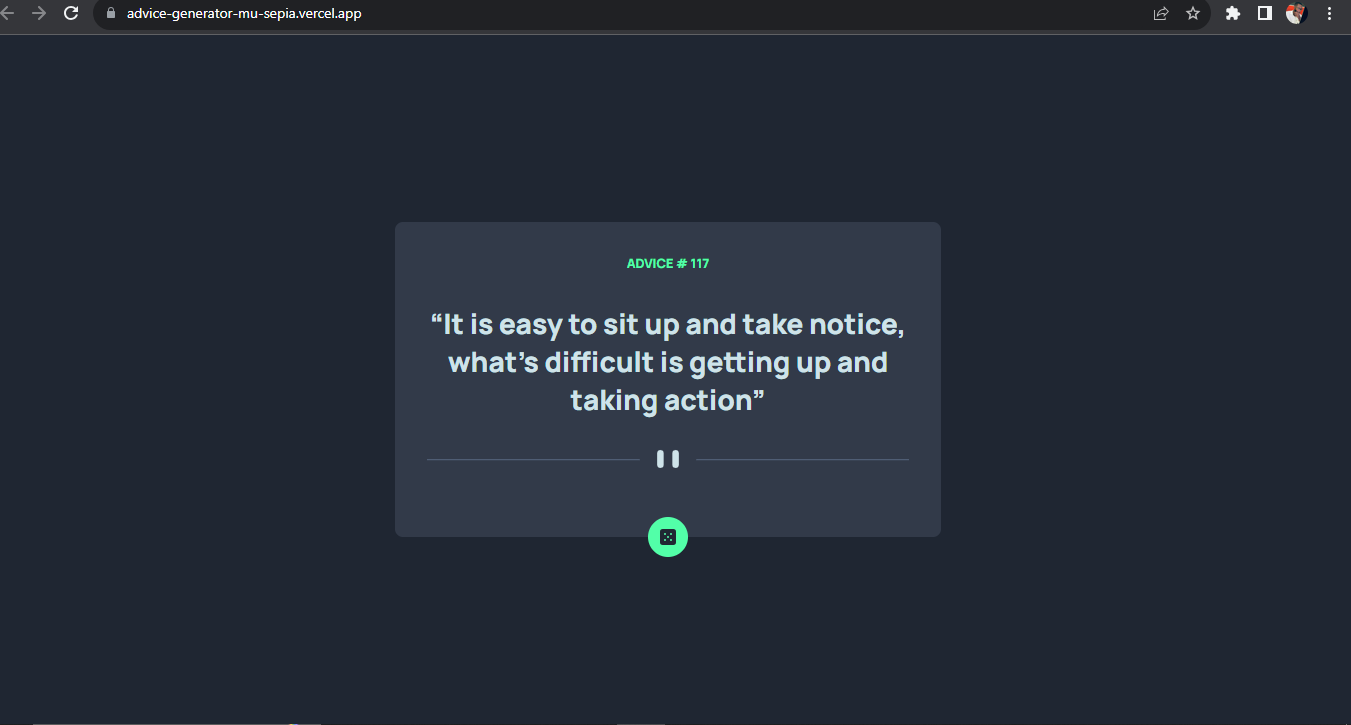 advice-generator-mu-sepia.vercel.app
ADVICE # 117
“It is easy to sit up and take notice,
what’s difficult is getting up and
taking action”